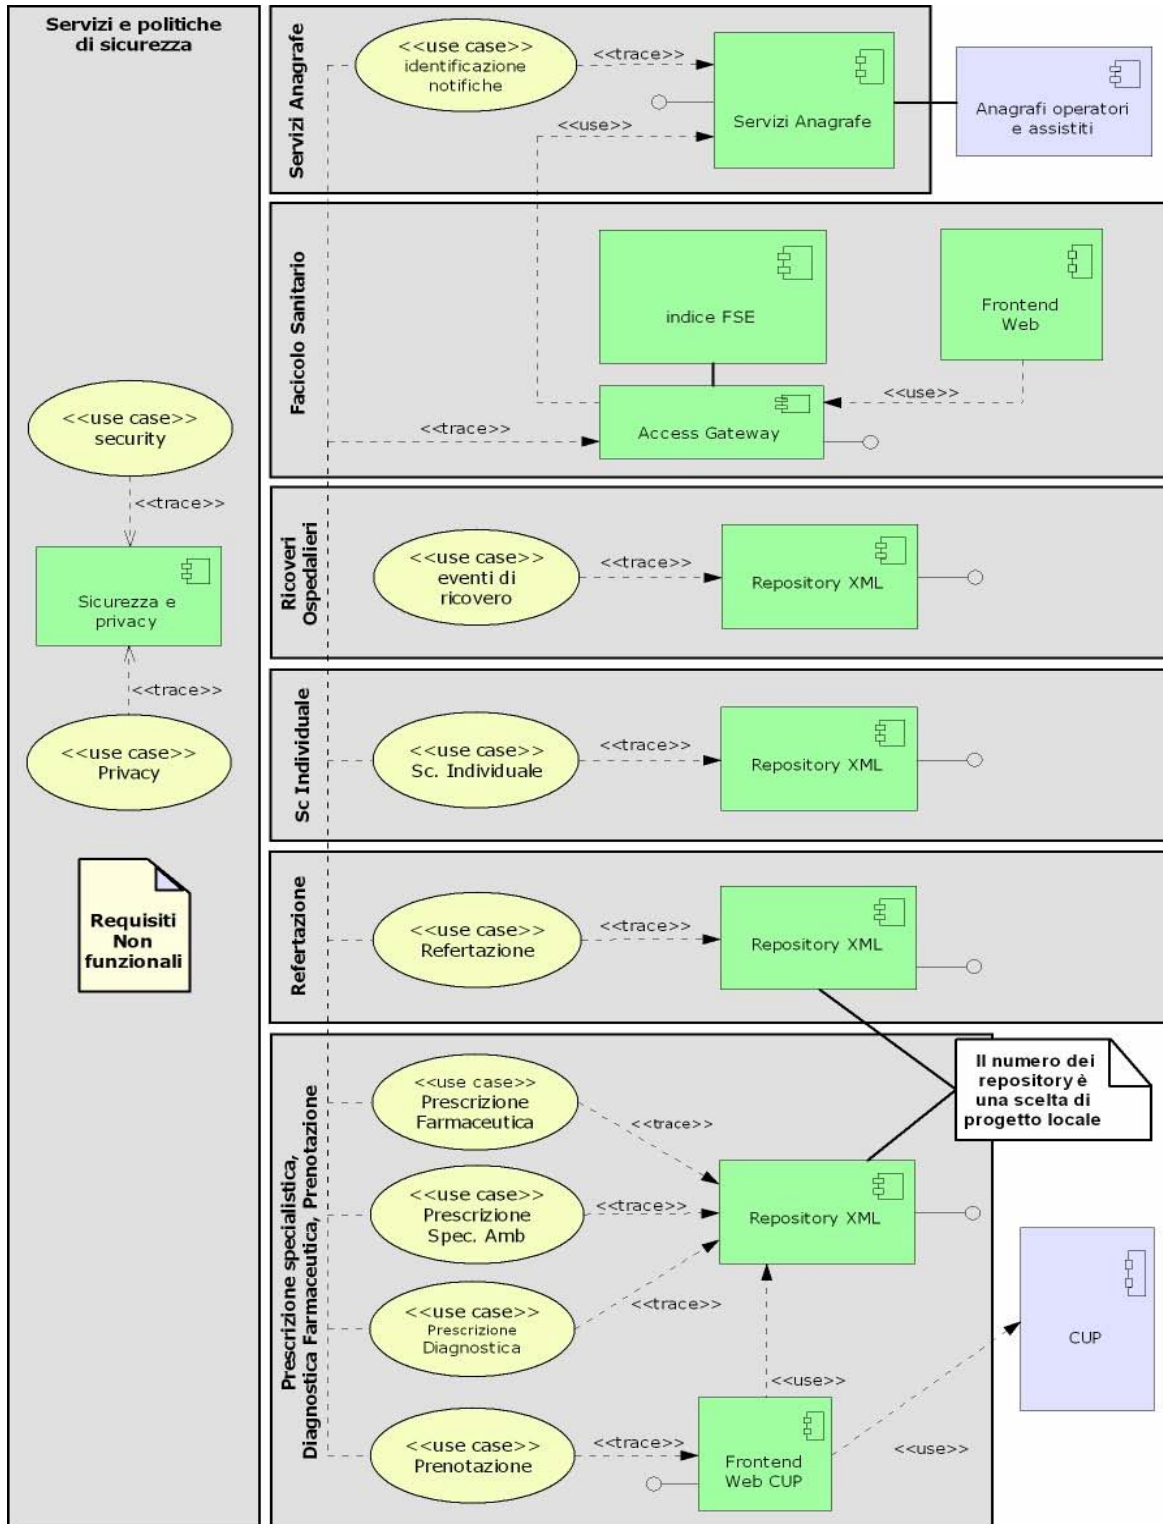 Servizi e politiche
di sicurezza
<<use case>>
security
<<trace>>
Sicurezza e
privacy
<<trace>>
<<use case>>
Privacy
Requisiti
Non
funzionali
Servizi Anagrafe
<<use case>>
identificazione
notifiche
<<trace>>
<<use>>
Servizi Anagrafe
Anagrafi operatori
e assistiti
Facicolo Sanitario
indice FSE
Frontend
Web
<<use>>
<<trace>>
Access Gateway
Ricoveri
Ospedalieri
<<use case>>
eventi di
ricovero
<<trace>>
Repository XML
Sc Individuale
<<use case>>
Sc. Individuale
<<trace>>
Repository XML
Refertazione
<<use case>>
Refertazione
<<trace>>
Repository XML
Il numero dei
repository è
una scelta di
progetto locale
Prescrizione specialistica,
Diagnostica Farmaceutica, Prenotazione
<<use case>>
Prescrizione
Farmaceutica
<<trace>>
<<use case>>
Prescrizione
Spec. Amb
<<trace>>
Repository XML
<<use case>>
Prescrizione
Diagnostica
<<trace>>
CUP
<<use>>
<<use case>>
Prenotazione
<<trace>>
Frontend
Web CUP
<<use>>